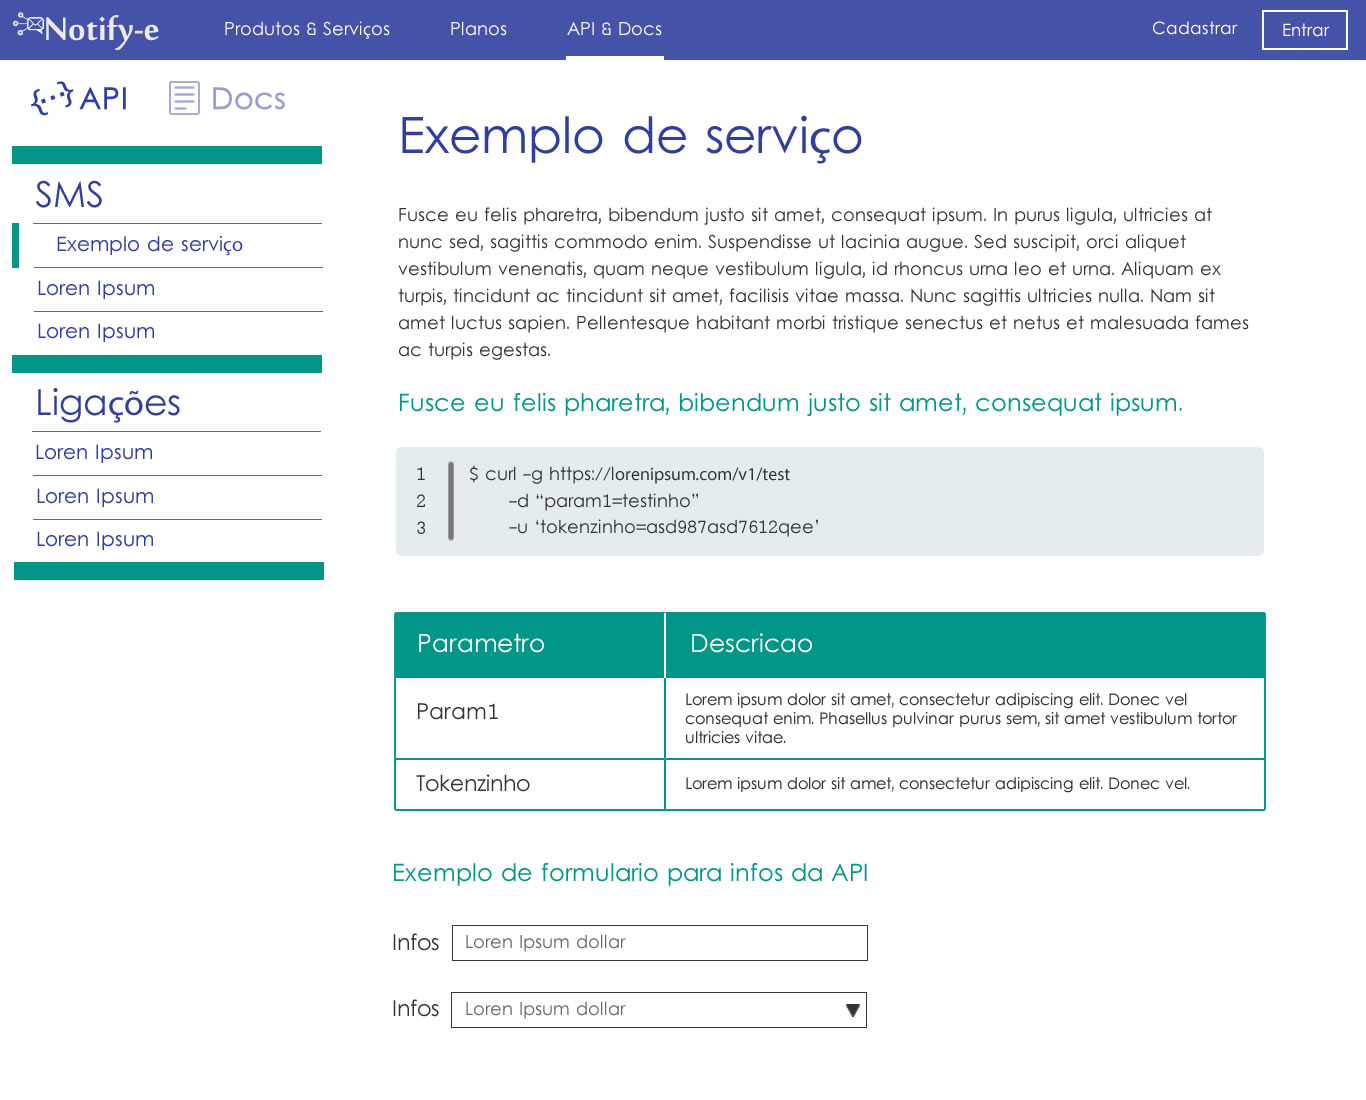 Notify-e
Produtos & Serviços
Planos
API & Docs
Cadastrar
Entrar
API
Docs
SMS
Exemplo de serviço
Loren Ipsum
Loren Ipsum
Ligações
Loren Ipsum
Loren Ipsum
Loren Ipsum
Exemplo de serviço
Fusce eu felis pharetra, bibendum justo sit amet, consequat ipsum. In purus ligula, ultricies at
nunc sed, sagittis commodo enim. Suspendisse ut lacinia augue. Sed suscipit, orci aliquet
vestibulum venenatis, quam neque vestibulum ligula, id rhoncus urna leo et urna. Aliquam ex
turpis, tincidunt ac tincidunt sit amet, facilisis vitae massa. Nunc sagittis ultricies nulla. Nam sit
amet luctus sapien. Pellentesque habitant morbi tristique senectus et netus et malesuada fames
ac turpis egestas.
Fusce eu felis pharetra, bibendum justo sit amet, consequat ipsum.
1 $ curl -g https://lorenipsum.com/v1/test
2 -d “param1=testinho”
3 -u ‘tokenzinho=asd987asd7612qee’
Parametro
Descricao
Param1
Lorem ipsum dolor sit amet, consectetur adipiscing elit. Donec vel
consequat enim. Phasellus pulvinar purus sem, sit amet vestibulum tortor
ultricies vitae.
Tokenzinho
Lorem ipsum dolor sit amet, consectetur adipiscing elit. Donec vel.
Exemplo de formulario para infos da API
Infos
Loren Ipsum dollar
Infos
Loren Ipsum dollar